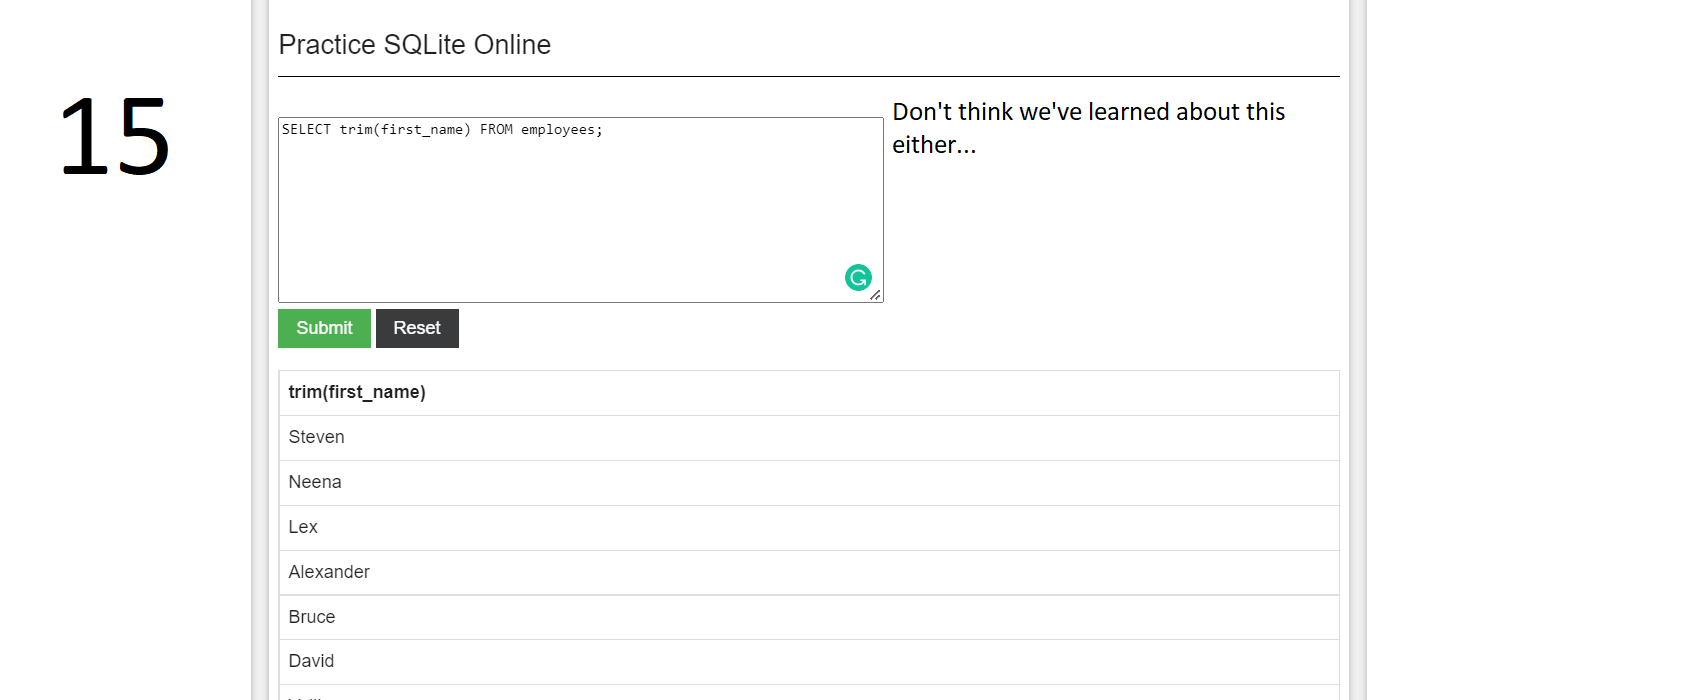 Practice SQLite Online
15
SELECT trim(first_name) FROM employees;
Don't think we've learned about this
either...
Submit
Reset
trim(first_name)
Steven
Neena
Lex
Alexander
Bruce
David